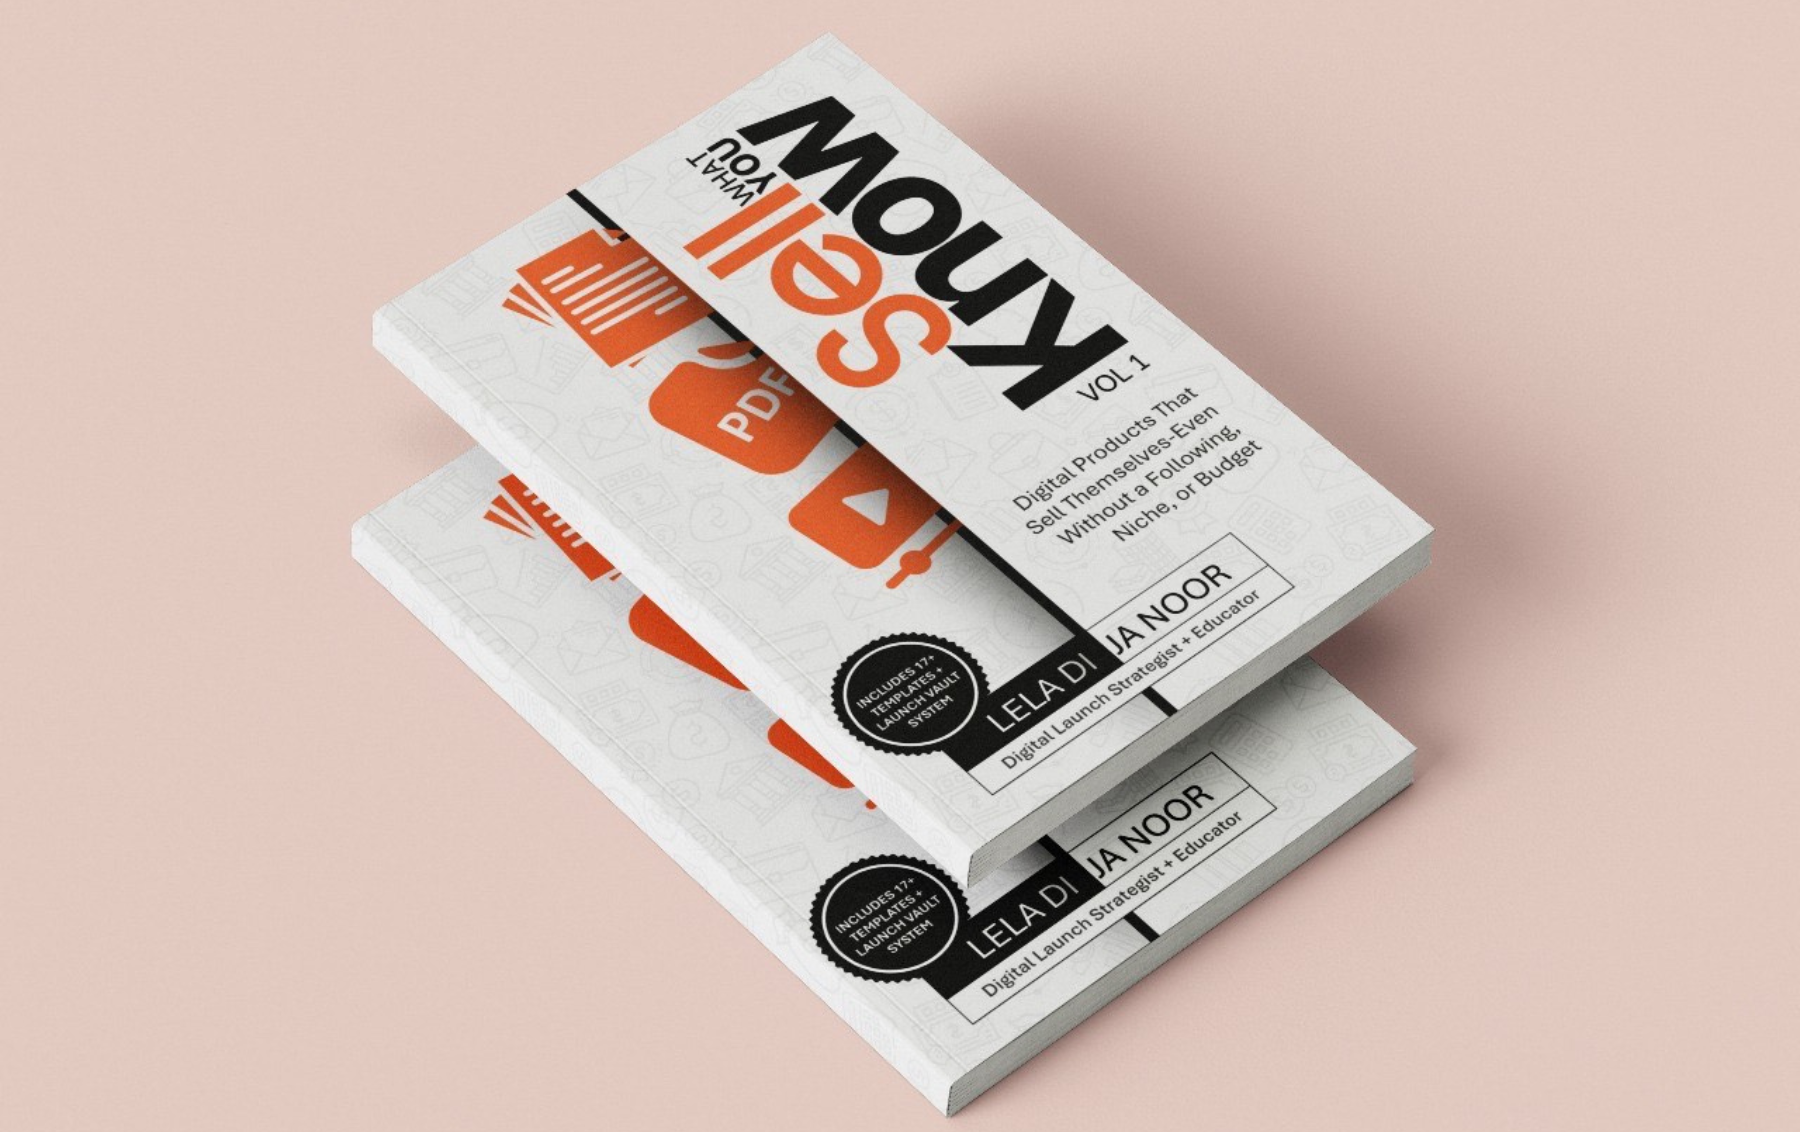 Sell WHAT
YOU
Know
VOL 1
Digital Products That
Sell Themselves-Even
Without a Following,
Niche, or Budget
PDF
INCLUDES 17+
TEMPLATES +
LAUNCH VAULT
SYSTEM
LELA DI JA NOOR
Digital Launch Strategist + Educator
INCLUDES 17+
TEMPLATES +
LAUNCH VAULT
SYSTEM
LELA DI JA NOOR
Digital Launch Strategist + Educator